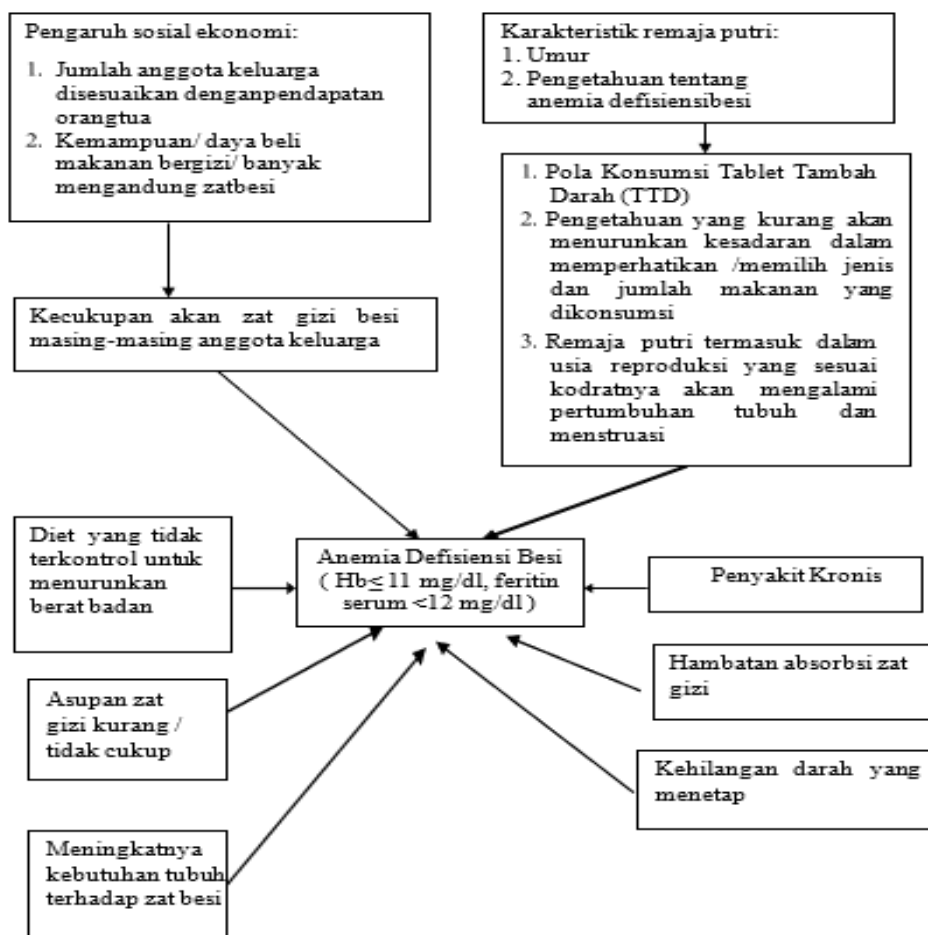 Pengaruh sosial ekonomi:
1. Jumlah anggota keluarga
disesuaikan denganpendapatan
orangtua
2. Kemampuan/ daya beli
makanan bergizi/ banyak
mengandung zatbesi
Karakteristik remaja putri:
1. Umur
2. Pengetahuan tentang
anemia defisiensibesi
1. Pola Konsumsi Tablet Tambah
Darah (TTD)
2. Pengetahuan yang kurang akan
menurunkan kesadaran dalam
memperhatikan /memilih jenis
dan jumlah makanan yang
dikonsumsi
3. Remaja putri termasuk dalam
usia reproduksi yang sesuai
kodratnya akan mengalami
pertumbuhan tubuh dan
menstruasi
Kecukupan akan zat gizi besi
masing-masing anggota keluarga
Diet yang tidak
terkontrol untuk
menurunkan
berat badan
Anemia Defisiensi Besi
( Hb≤ 11 mg/dl, feritin
serum <12 mg/dl )
Penyakit Kronis
Hambatan absorbsi zat
gizi
Asupan zat
gizi kurang /
tidak cukup
Kehilangan darah yang
menetap
Meningkatnya
kebutuhan tubuh
terhadap zat besi